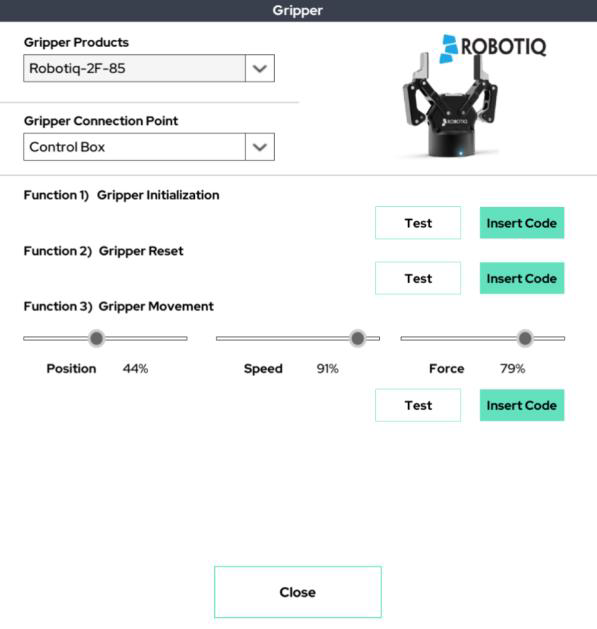 Gripper
Gripper Products
ROBOTIQ
Robotiq-2F-85
ROBOTIQ
Gripper Connection Point
Control Box
Function 1) Gripper Initialization
Test Insert Code
Function 2) Gripper Reset
Test Insert Code
Function 3) Gripper Movement
Position 44% Speed 91% Force 79%
Test Insert Code
Close